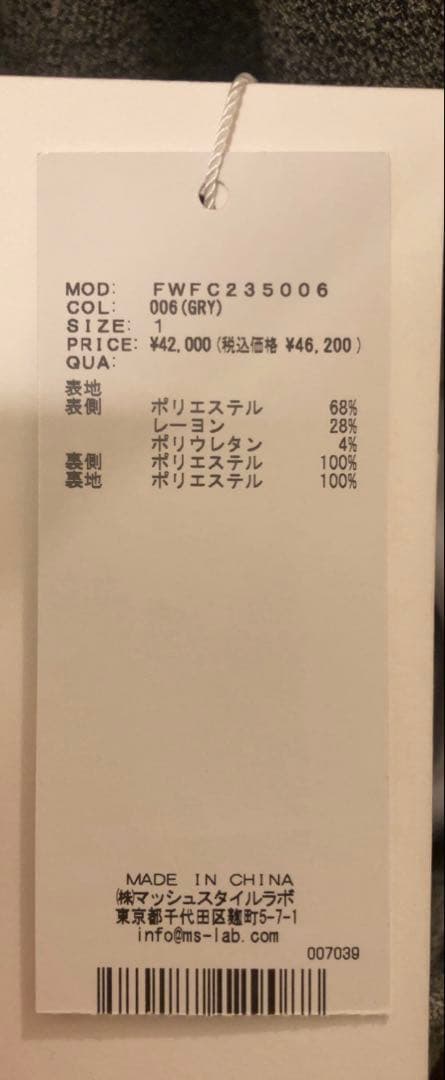 MOD: FWFC235006
COL: 006(GRY)
SIZE: 1
PRICE: ¥42,000(税込価格 ¥46,200)
QUA:
表地
表側 ポリエステル 68%
レーヨン 28%
ポリウレタン 4%
裏側 ポリエステル 100%
裏地 ポリエステル 100%
MADE IN CHINA
㈱マッシュスタイルラボ
東京都千代田区麹町5-7-1
info@ms-lab.com
007039